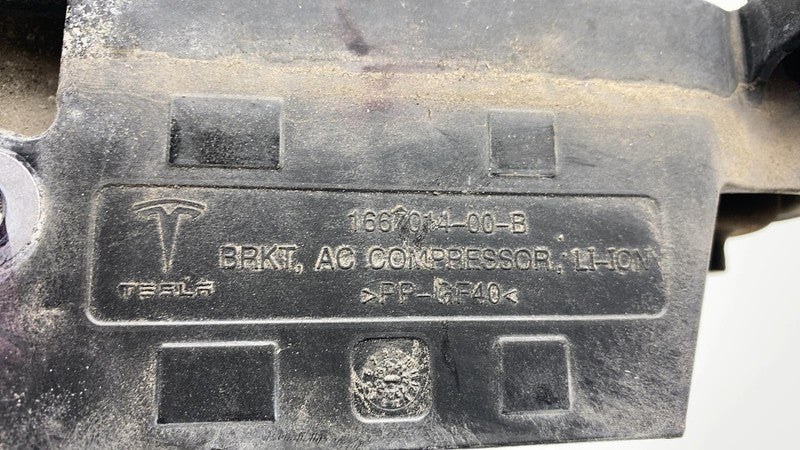 1667014-00-B
BRKT, AC COMPRESSOR, LI-ION
TESLA
>PP-GF40<